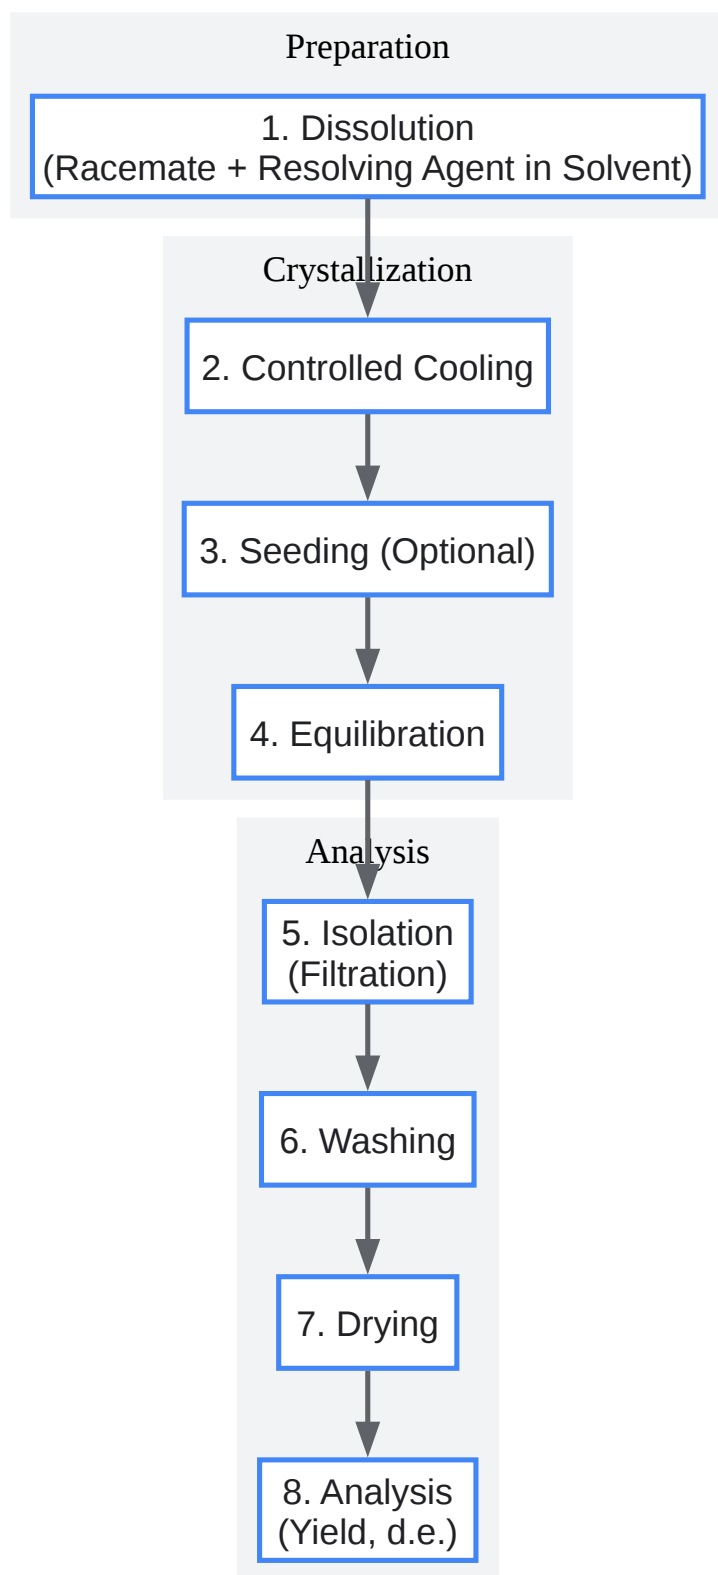 Preparation
1. Dissolution
(Racemate + Resolving Agent in Solvent)
Crystallization
2. Controlled Cooling
3. Seeding (Optional)
4. Equilibration
Analysis
5. Isolation
(Filtration)
6. Washing
7. Drying
8. Analysis
(Yield, d.e.)